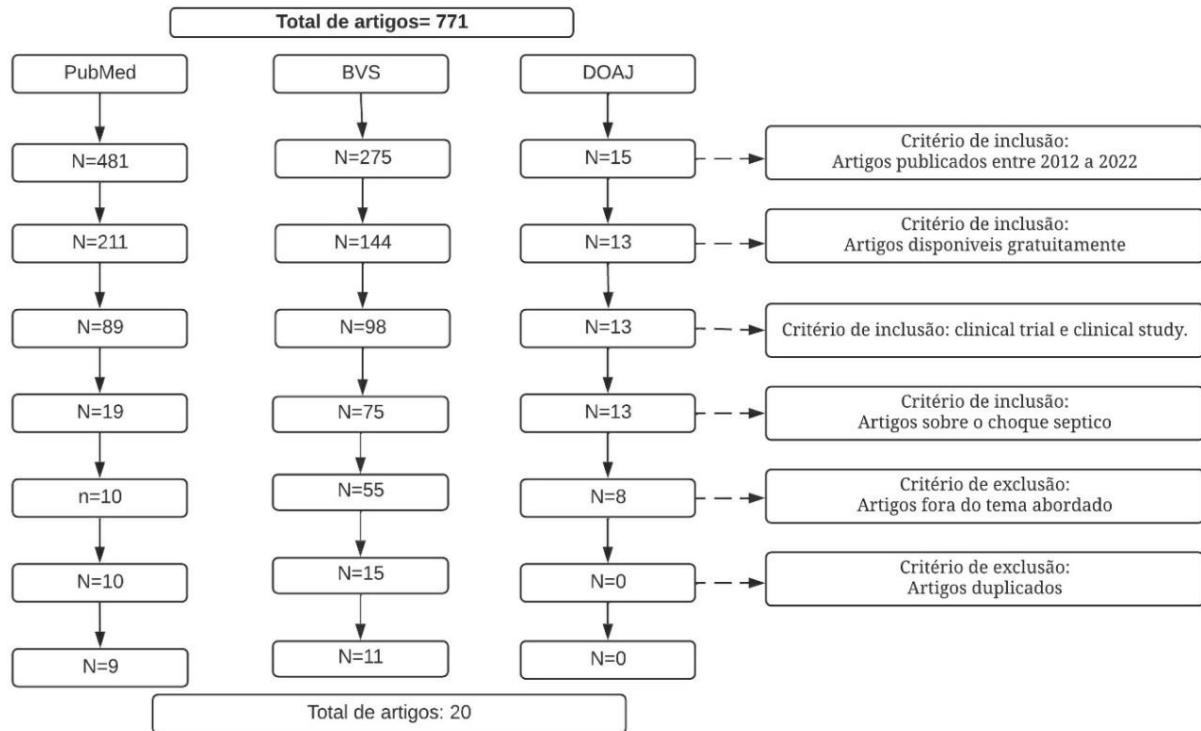 Total de artigos= 771
PubMed
BVS
DOAJ
N=481
N=275
N=15
Critério de inclusão:
Artigos publicados entre 2012 a 2022
N=211
N=144
N=13
Critério de inclusão:
Artigos disponiveis gratuitamente
N=89
N=98
N=13
Critério de inclusão: clinical trial e clinical study.
N=19
N=75
N=13
Critério de inclusão:
Artigos sobre o choque septico
n=10
N=55
N=8
Critério de exclusão:
Artigos fora do tema abordado
N=10
N=15
N=0
Critério de exclusão:
Artigos duplicados
N=9
N=11
N=0
Total de artigos: 20